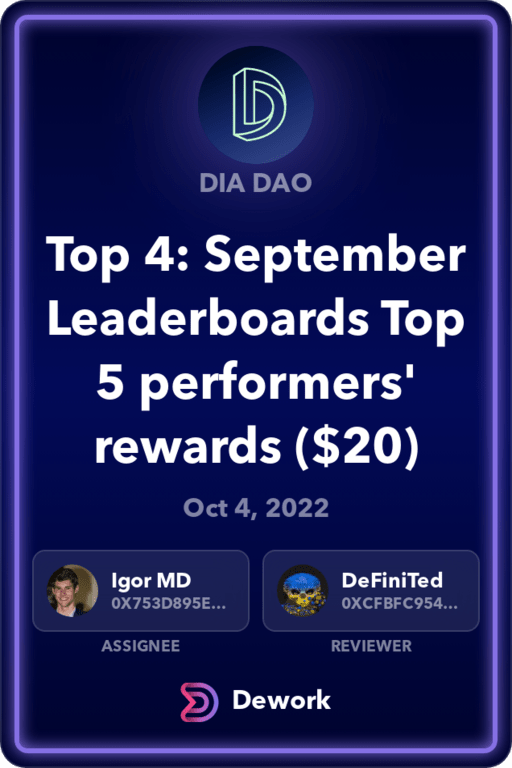 DIA DAO
Top 4: September
Leaderboards Top
5 performers'
rewards ($20)
Oct 4, 2022
Igor MD
0X753D895E...
ASSIGNEE
DeFiniTed
0XCFBFC954...
REVIEWER
Dework